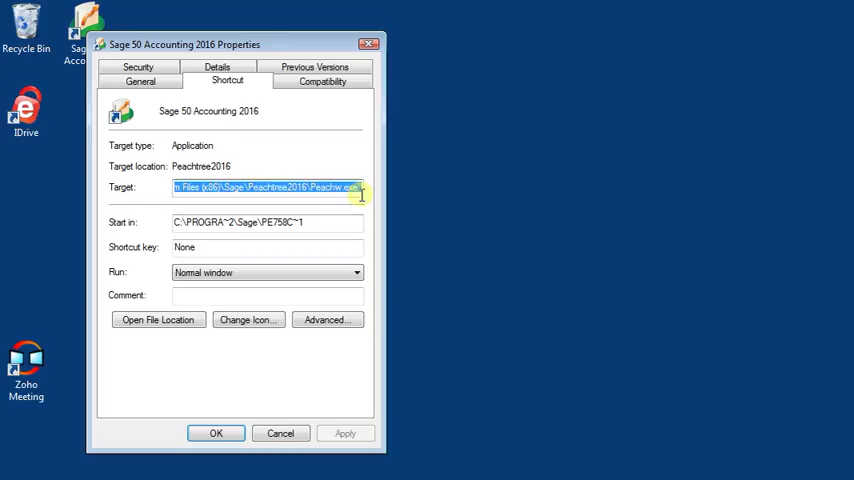 Recycle Bin
Sag
Acco
IDrive
Zoho
Meeting
Sage 50 Accounting 2016 Properties
Security
Details
Previous Versions
General
Shortcut
Compatibility
Sage 50 Accounting 2016
Target type: Application
Target location: Peachtree2016
Target: m Files (x86)\Sage\Peachtree2016\Peachw.exe"
Start in: C:\PROGRA~2\Sage\PE758C~1
Shortcut key: None
Run: Normal window
Comment:
Open File Location
Change Icon...
Advanced...
OK
Cancel
Apply